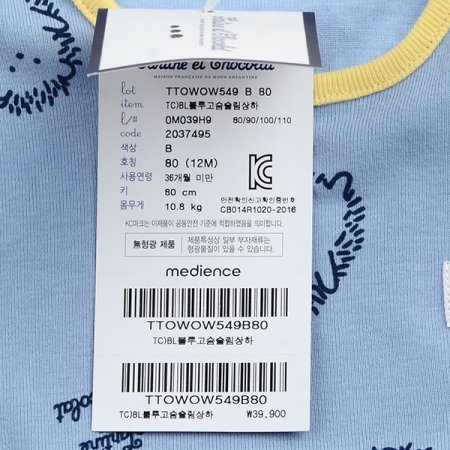 Tartine et Chocolat
MAISON FRANÇAISE DE MODE ENFANTINE
lot TTOWOW549 B 80
item TC)BL블루고슴슬림상하
l/# 0M039H9 80/90/100/110
code 2037495
색상 B
호칭 80 (12M)
사용연령 36개월 미만
키 80 cm
몸무게 10.8 kg
안전확인신고확인증번호
CB014R1020-2016
KC마크는 이제품이 공통안전 기준에 적합하였음을 의미합니다.
無형광 제품 제품특성상 일부 부자재류는
형광물질이 있을 수 있습니다
medience
TTOWOW549B80
TC)BL블루고슴슬림상하
TTOWOW549B80
TC)BL블루고슴슬림상하 ₩39,900
Tartine
Chocolat